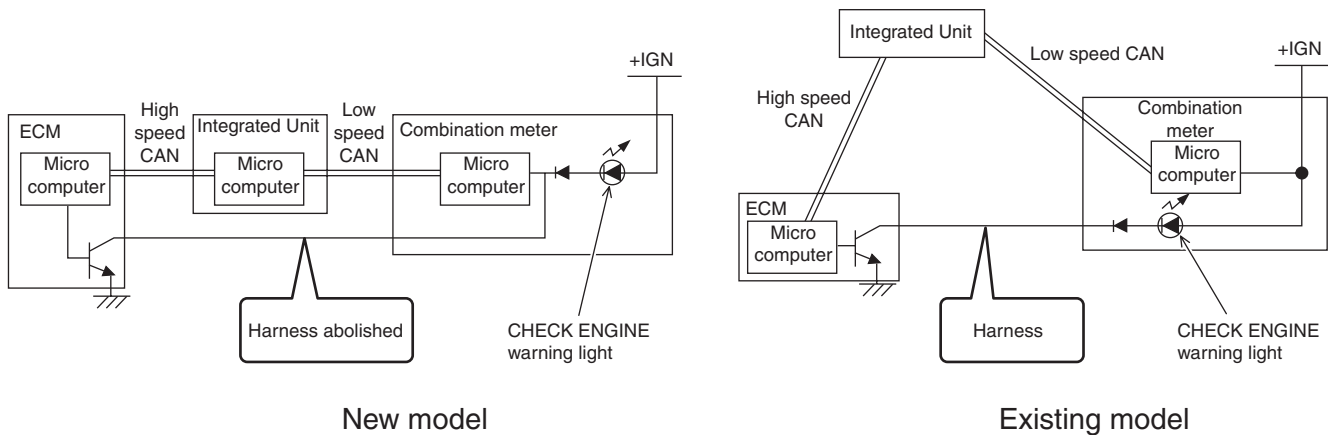 +IGN
High
speed
CAN
Low
speed
CAN
ECM
Integrated Unit
Combination meter
Micro
computer
Micro
computer
Micro
computer
Harness abolished
CHECK ENGINE
warning light
New model
Integrated Unit
Low speed CAN
+IGN
High speed
CAN
Combination
meter
Micro
computer
ECM
Micro
computer
Harness
CHECK ENGINE
warning light
Existing model